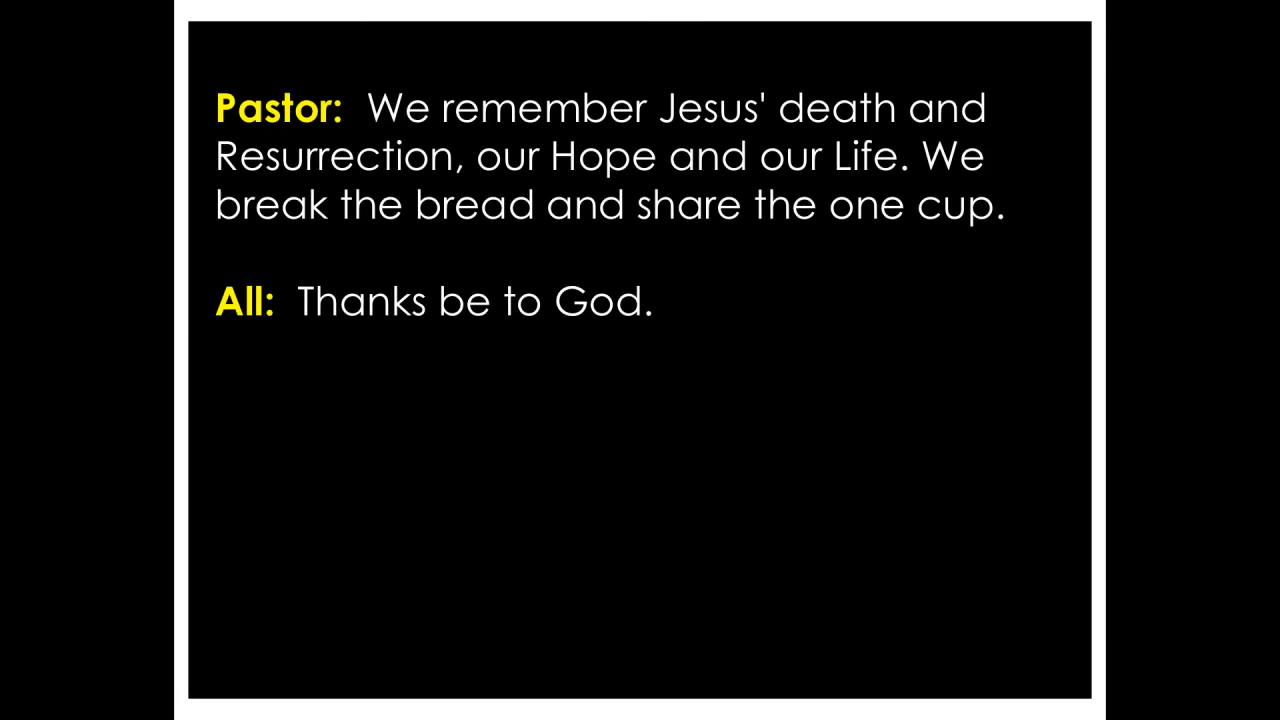 Pastor: We remember Jesus' death and
Resurrection, our Hope and our Life. We
break the bread and share the one cup.
All: Thanks be to God.